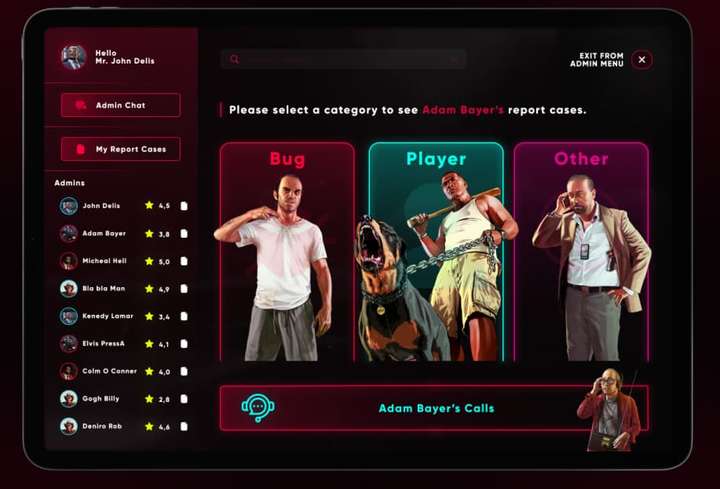 Hello
Mr. John Delis
EXIT FROM
ADMIN MENU
Admin Chat
My Report Cases
Admins
John Delis 4,5
Adam Bayer 3,8
Micheal Hell 5,0
Bla bla Man 4,9
Kenedy Lamar 3,4
Elvis PressA 4,1
Colm O Conner 4,0
Gogh Billy 2,8
Deniro Rob 4,6
Please select a category to see Adam Bayer's report cases.
Bug
Player
Other
Adam Bayer's Calls